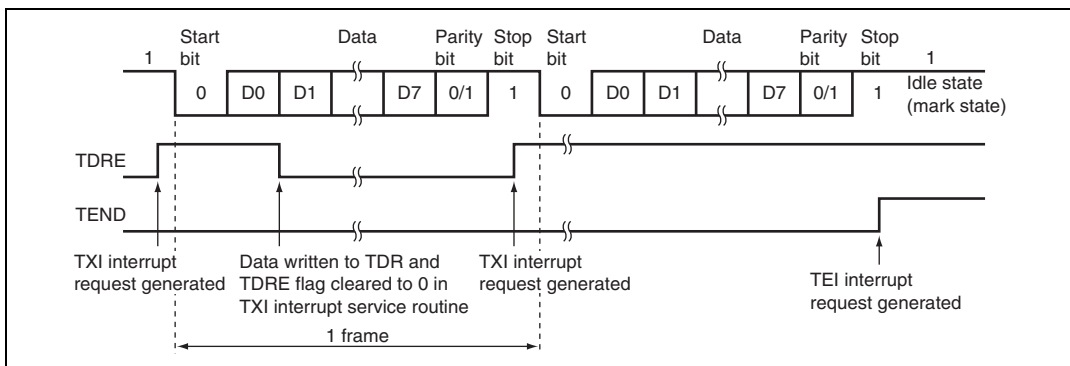 Start Data Parity Stop Start Data Parity Stop
1 bit bit bit bit bit bit 1
0 D0 D1 D7 0/1 1 0 D0 D1 D7 0/1 1 Idle state
(mark state)
TDRE
TEND
TXI interrupt
request generated
Data written to TDR and
TDRE flag cleared to 0 in
TXI interrupt service routine
TXI interrupt
request generated
TEI interrupt
request generated
1 frame